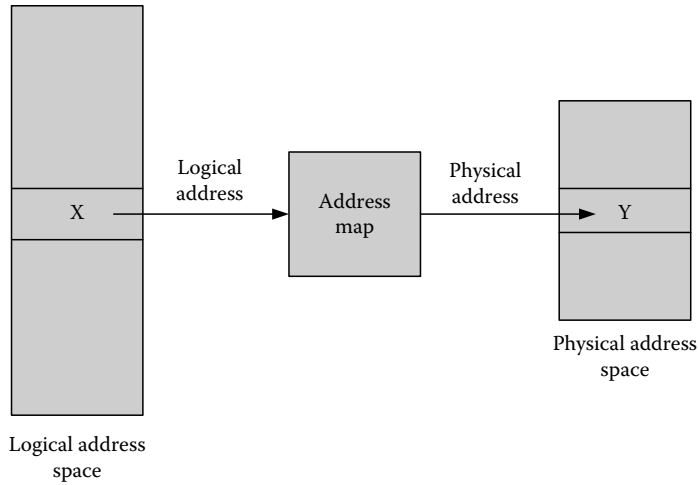 Logical
address
Physical
address
X
Address
map
Y
Physical address
space
Logical address
space